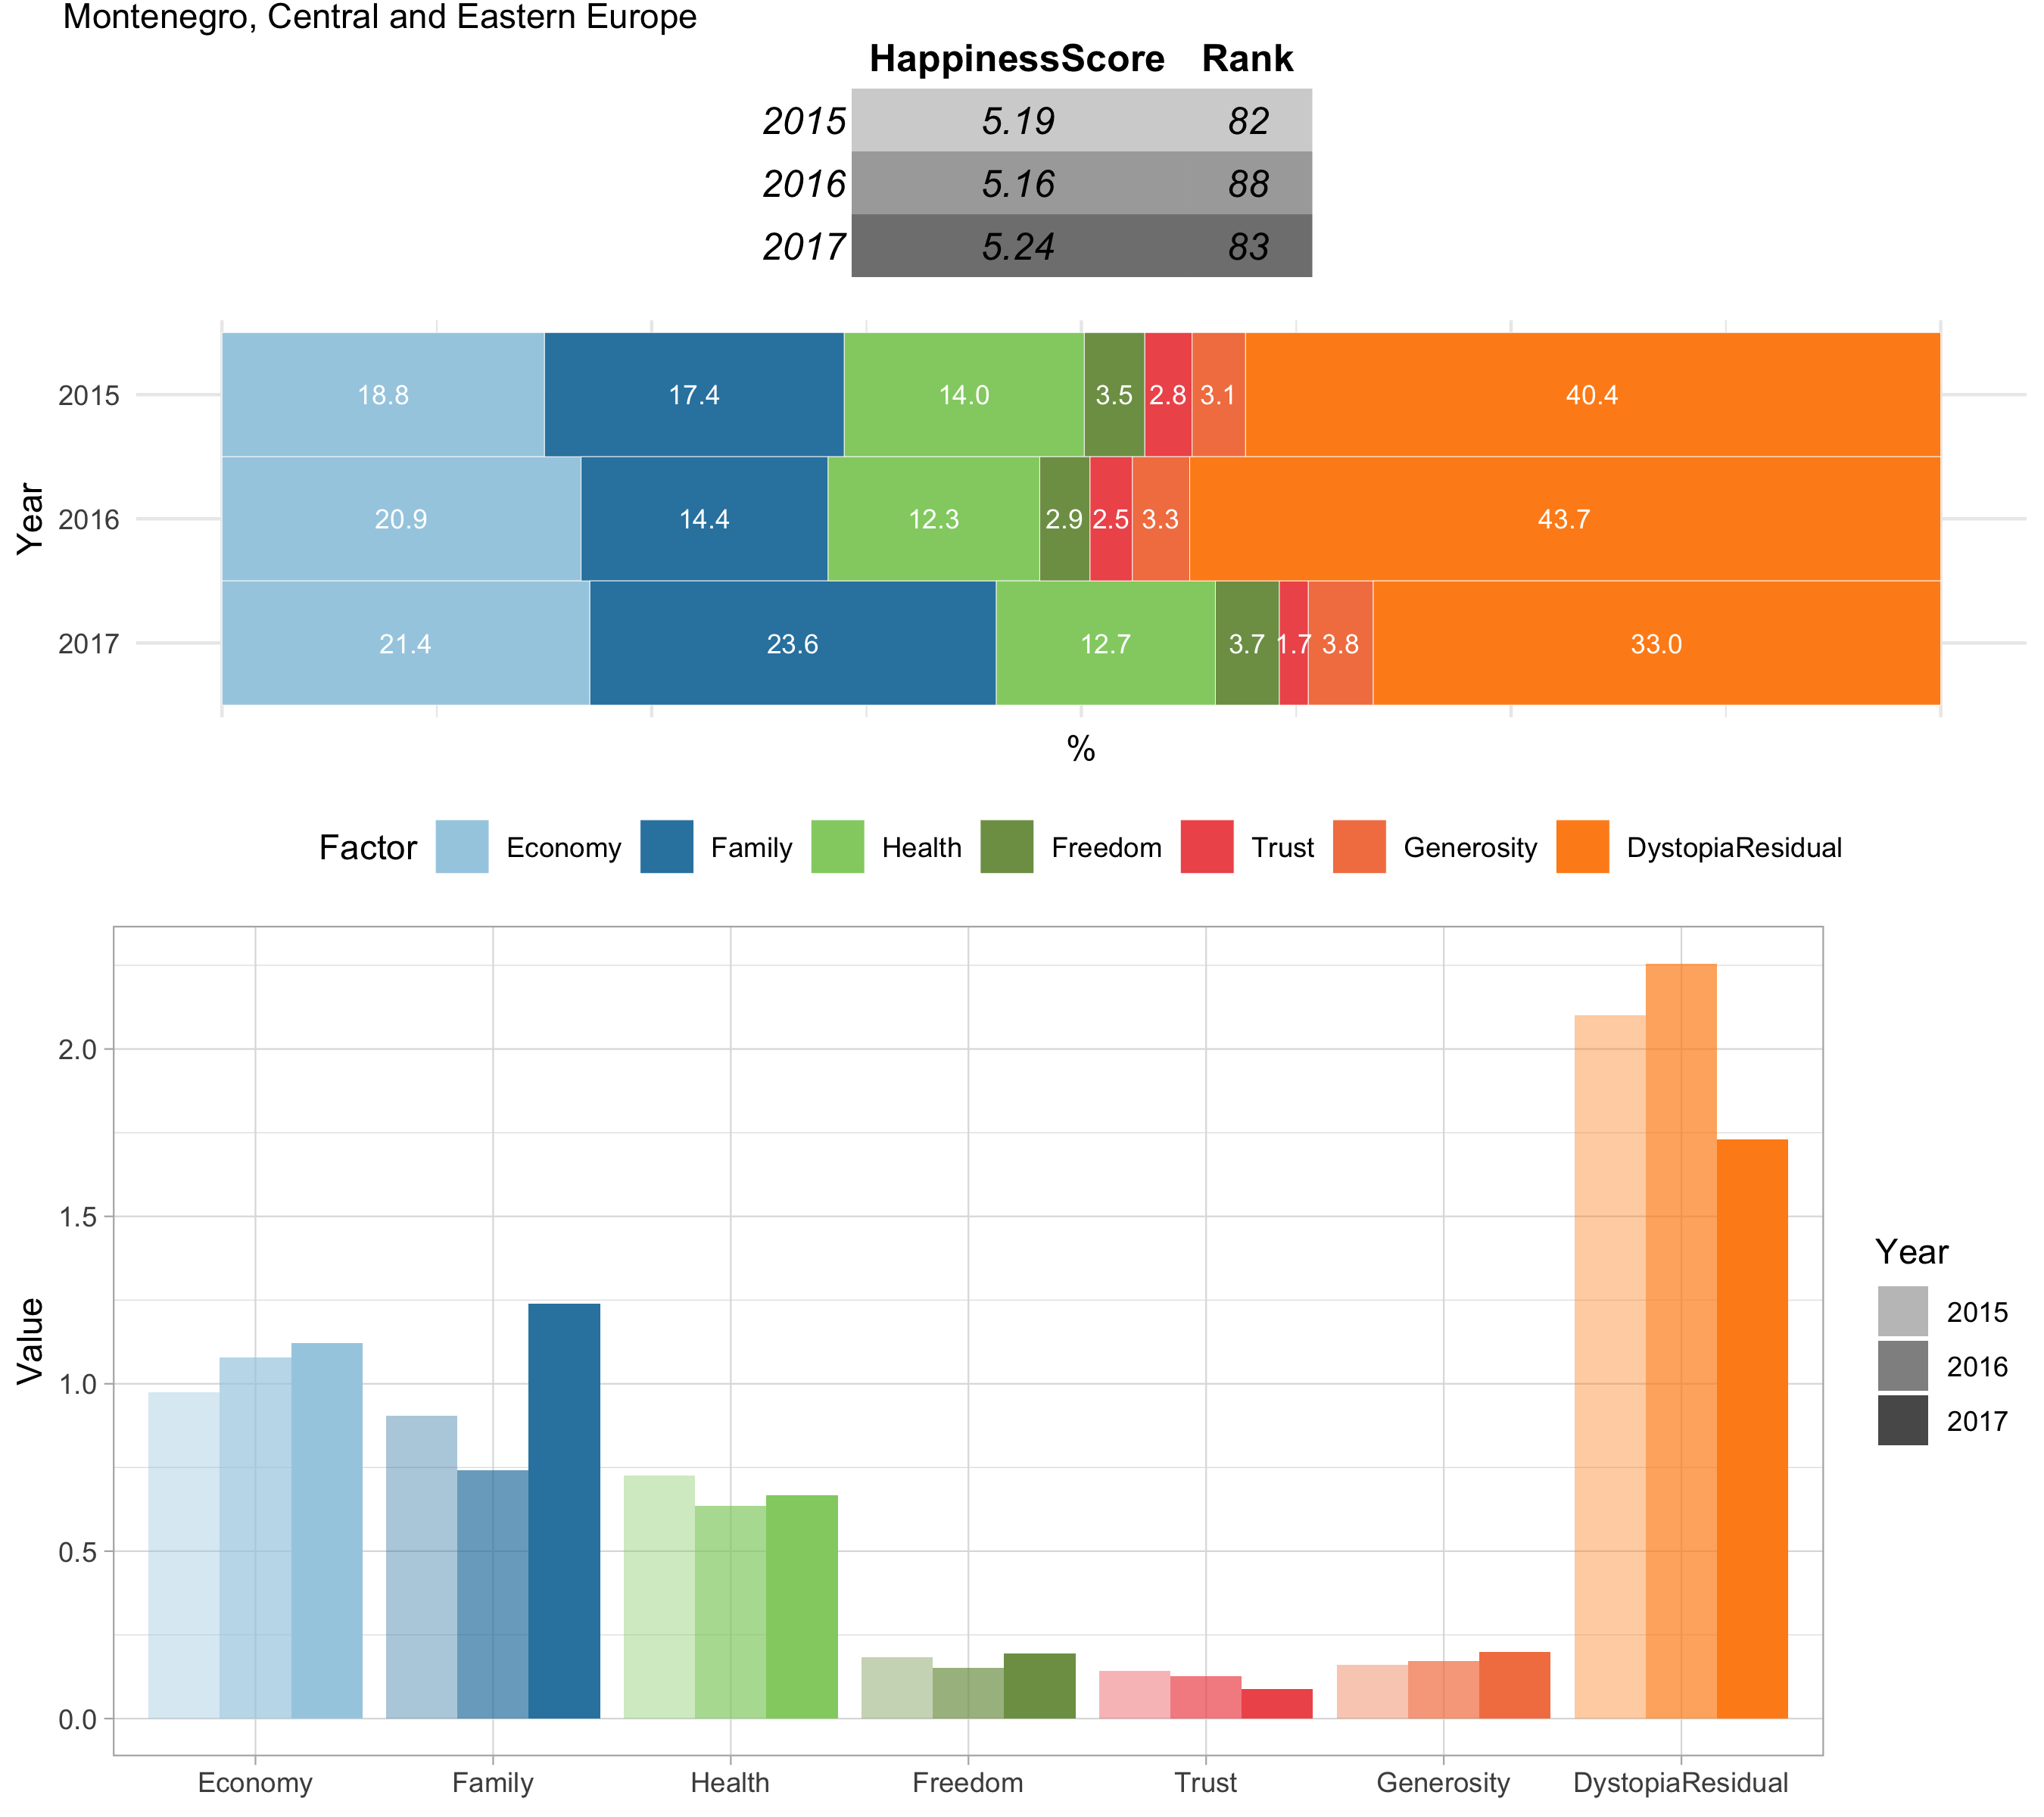 Montenegro, Central and Eastern Europe
HappinessScore Rank
2015 5.19 82
2016 5.16 88
2017 5.24 83
2015 18.8 17.4 14.0 3.5 2.8 3.1 40.4
2016 20.9 14.4 12.3 2.9 2.5 3.3 43.7
2017 21.4 23.6 12.7 3.7 1.7 3.8 33.0
Year
%
Factor Economy Family Health Freedom Trust Generosity DystopiaResidual
2.0
1.5
1.0
0.5
0.0
Value
Economy Family Health Freedom Trust Generosity DystopiaResidual
Year
2015
2016
2017